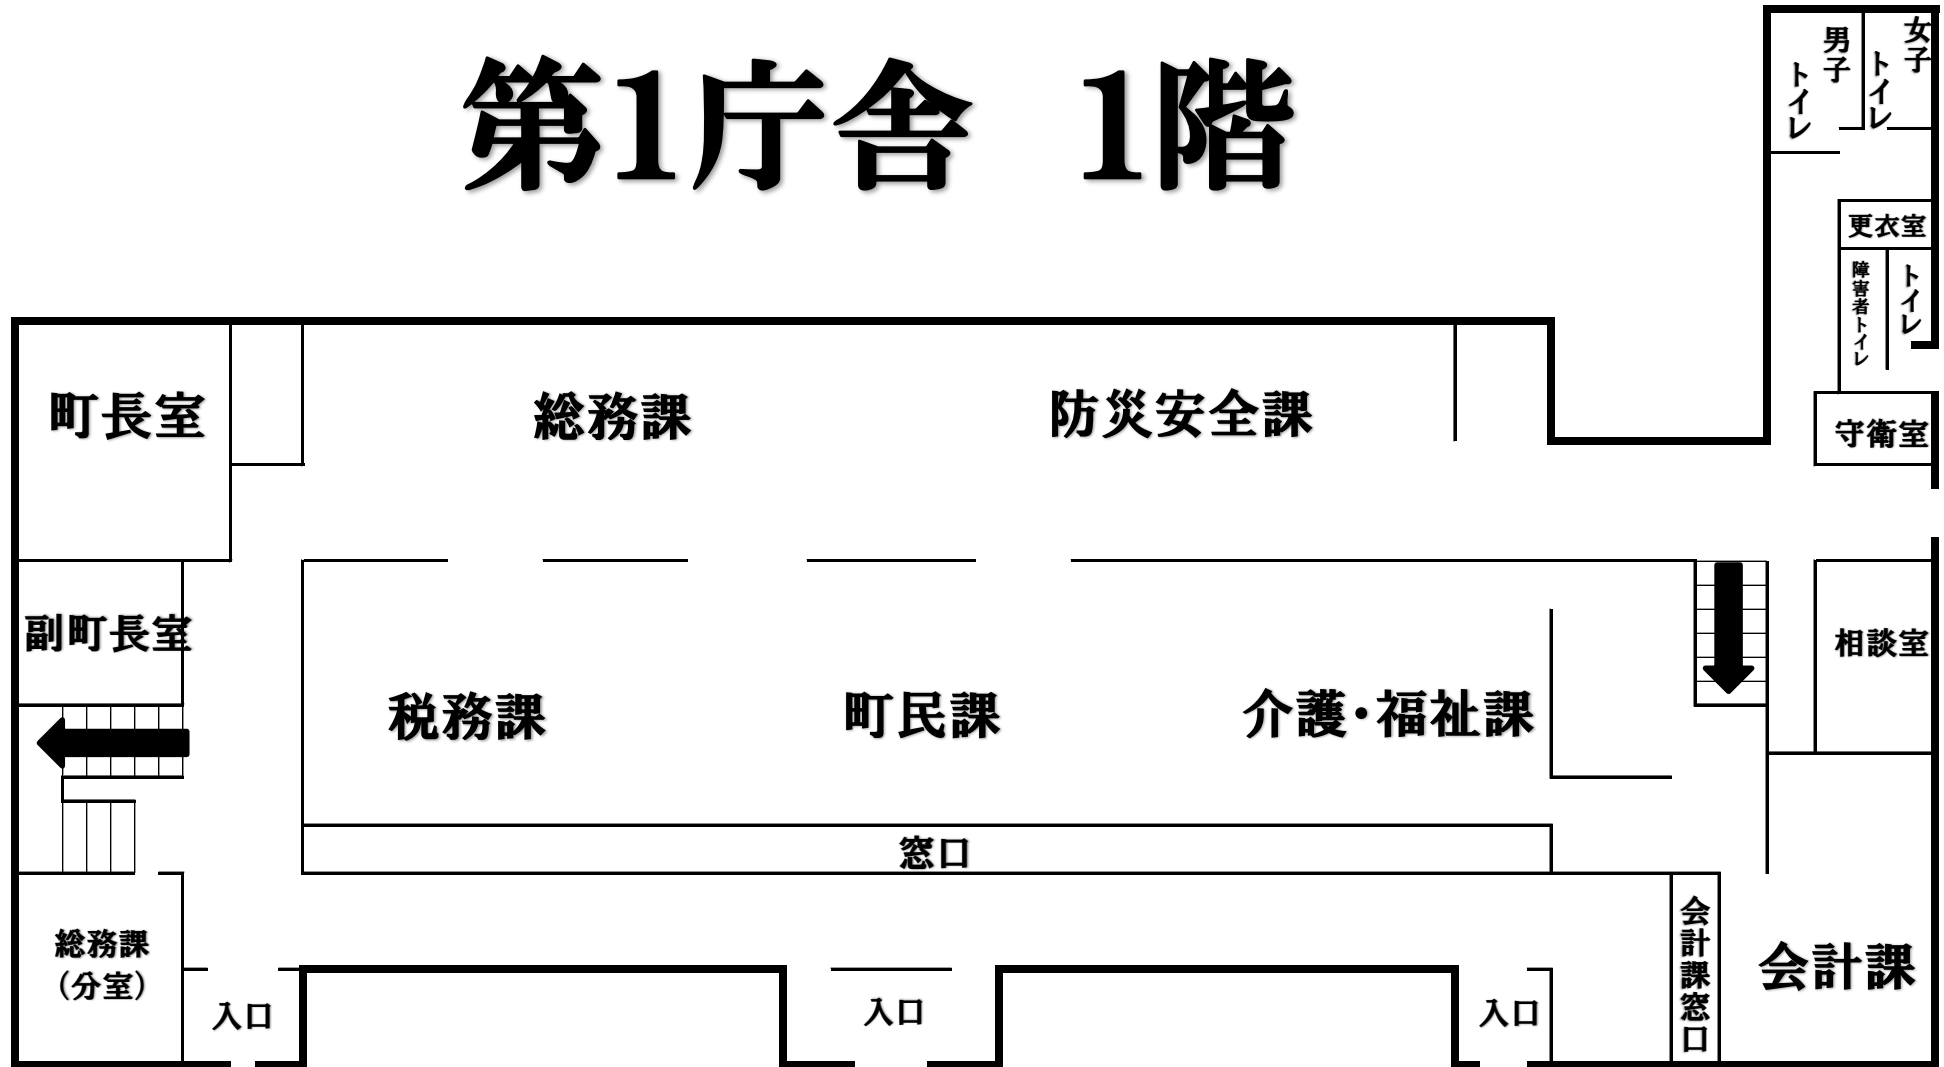 第1庁舎 1階
男子
トイレ
女子
トイレ
更衣室
障害者トイレ
トイレ
町長室
総務課
防災安全課
守衛室
副町長室
相談室
税務課
町民課
介護・福祉課
窓口
総務課
（分室）
入口
入口
入口
会計課窓口
会計課